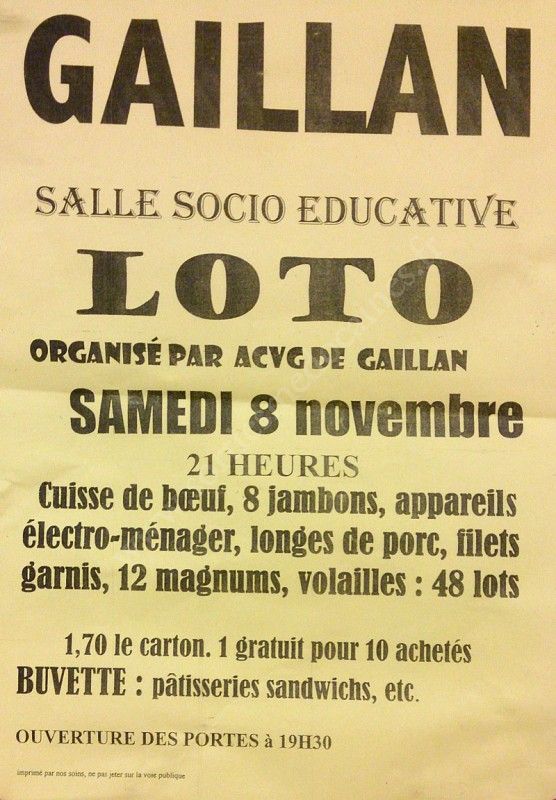 GAILLAN
SALLE SOCIO EDUCATIVE
LOTO
ORGANISÉ PAR ACVG DE GAILLAN
SAMEDI 8 novembre
21 HEURES
Cuisse de bœuf, 8 jambons, appareils
électro-ménager, longes de porc, filets
garnis, 12 magnums, volailles : 48 lots
1,70 le carton. 1 gratuit pour 10 achetés
BUVETTE : pâtisseries sandwichs, etc.
OUVERTURE DES PORTES à 19H30
imprimé par nos soins, ne pas jeter sur la voie publique